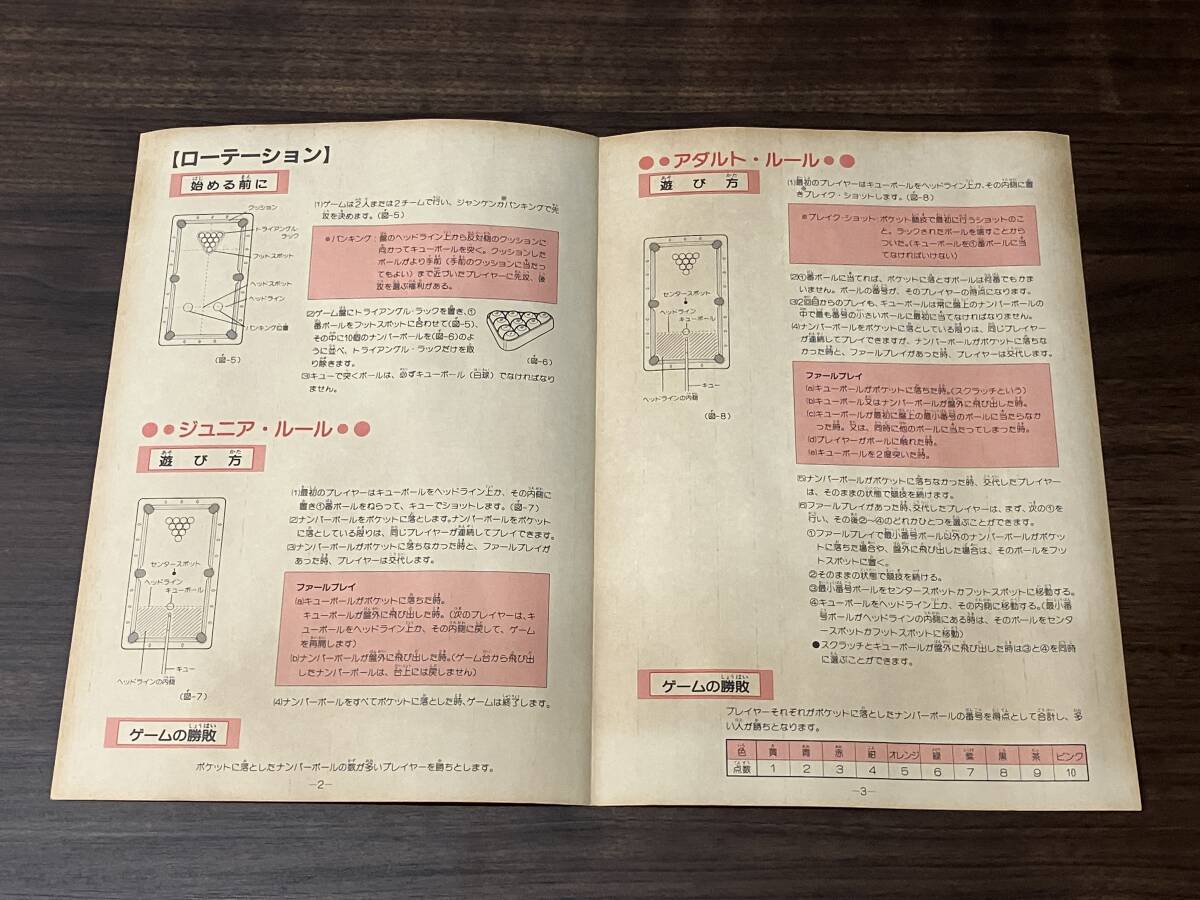 【ローテーション】
始める前に
クッション
トライアングル・
ラック
フットスポット
ヘッドスポット
ヘッドライン
バンキング位置
(図-5)
(1)ゲームは2人または2チームで行い、ジャンケンかバンキングで先
攻を決めます。(図-5)
※バンキング:盤のヘッドライン上から反対側のクッションに
向かってキューボールを突く。クッションした
ボールがより手前(手前のクッションに当たっ
てもよい)まで近づいたプレイヤーに先攻、後
攻を選ぶ権利がある。
(2)ゲーム盤にトライアングル・ラックを置き、①
番ボールをフットスポットに合わせて(図-5)、
その中に10個のナンバーボールを(図-6)のよ
うに並べ、トライアングル・ラックだけを取
り除きます。
(図-6)
(3)キューで突くボールは、必ずキューボール(白球)でなければなり
ません。
●●ジュニア・ルール●●
遊び方
センタースポット
ヘッドライン
キューボール
キュー
ヘッドラインの内側
(図-7)
(1)最初のプレイヤーはキューボールをヘッドライン上か、その内側に
置き①番ボールをねらって、キューでショットします。(図-7)
(2)ナンバーボールをポケットに落とします。ナンバーボールをポケット
に落としている限りは、同じプレイヤーが連続してプレイできます。
(3)ナンバーボールがポケットに落ちなかった時と、ファールプレイが
あった時、プレイヤーは交代します。
ファールプレイ
(a)キューボールがポケットに落ちた時。
キューボールが盤外に飛び出した時。(次のプレイヤーは、キ
ューボールをヘッドライン上か、その内側に戻して、ゲーム
を再開します)
(b)ナンバーボールが盤外に飛び出した時。(ゲーム台から飛び出
したナンバーボールは、台上には戻しません)
(4)ナンバーボールをすべてポケットに落とした時、ゲームは終了します。
ゲームの勝敗
ポケットに落としたナンバーボールの数が多いプレイヤーを勝ちとします。
—2—
●●アダルト・ルール●●
遊び方
センタースポット
ヘッドライン
キューボール
キュー
ヘッドラインの内側
(図-8)
(1)最初のプレイヤーはキューボールをヘッドライン上か、その内側に置
きブレイク・ショットします。(図-8)
※ブレイク・ショット:ポケット競技で最初に行うショットのこ
と。ラックされたボールを壊すことから
ついた。(キューボールを①番ボールに当
てなければいけない)
(2)①番ボールに当てれば、ポケットに落とすボールは何番でもかま
いません。ボールの番号が、そのプレイヤーの得点になります。
(3)2回目からのプレイも、キューボールは常に盤上のナンバーボールの
中で最も番号の小さいボールに最初に当てなければなりません。
(4)ナンバーボールをポケットに落としている限りは、同じプレイヤー
が連続してプレイできますが、ナンバーボールがポケットに落ちな
かった時と、ファールプレイがあった時、プレイヤーは交代します。
ファールプレイ
(a)キューボールがポケットに落ちた時。(スクラッチという)
(b)キューボール又はナンバーボールが盤外に飛び出した時。
(c)キューボールが最初に盤上の最小番号のボールに当たらなか
った時。又は、同時に他のボールに当たってしまった時。
(d)プレイヤーがボールに触れた時。
(e)キューボールを2度突いた時。
(5)ナンバーボールがポケットに落ちなかった時、交代したプレイヤー
は、そのままの状態で競技を続けます。
(6)ファールプレイがあった時、交代したプレイヤーは、まず、次の①を
行い、その後②〜④のどれかひとつを選ぶことができます。
①ファールプレイで最小番号ボール以外のナンバーボールがポケッ
トに落ちた場合や、盤外に飛び出した場合は、そのボールをフッ
トスポットに置く。
②そのままの状態で競技を続ける。
③最小番号ボールをセンタースポットかフットスポットに移動する。
④キューボールをヘッドライン上か、その内側に移動する。(最小番
号ボールがヘッドラインの内側にある時は、そのボールをセンタ
ースポットかフットスポットに移動)
●スクラッチとキューボールが盤外に飛び出した時は③と④を同時
に選ぶことができます。
ゲームの勝敗
プレイヤーそれぞれがポケットに落としたナンバーボールの番号を得点として合計し、多
い人が勝ちとなります。
色 黄 青 赤 紺 オレンジ 緑 紫 黒 茶 ピンク
点数 1 2 3 4 5 6 7 8 9 10
—3—